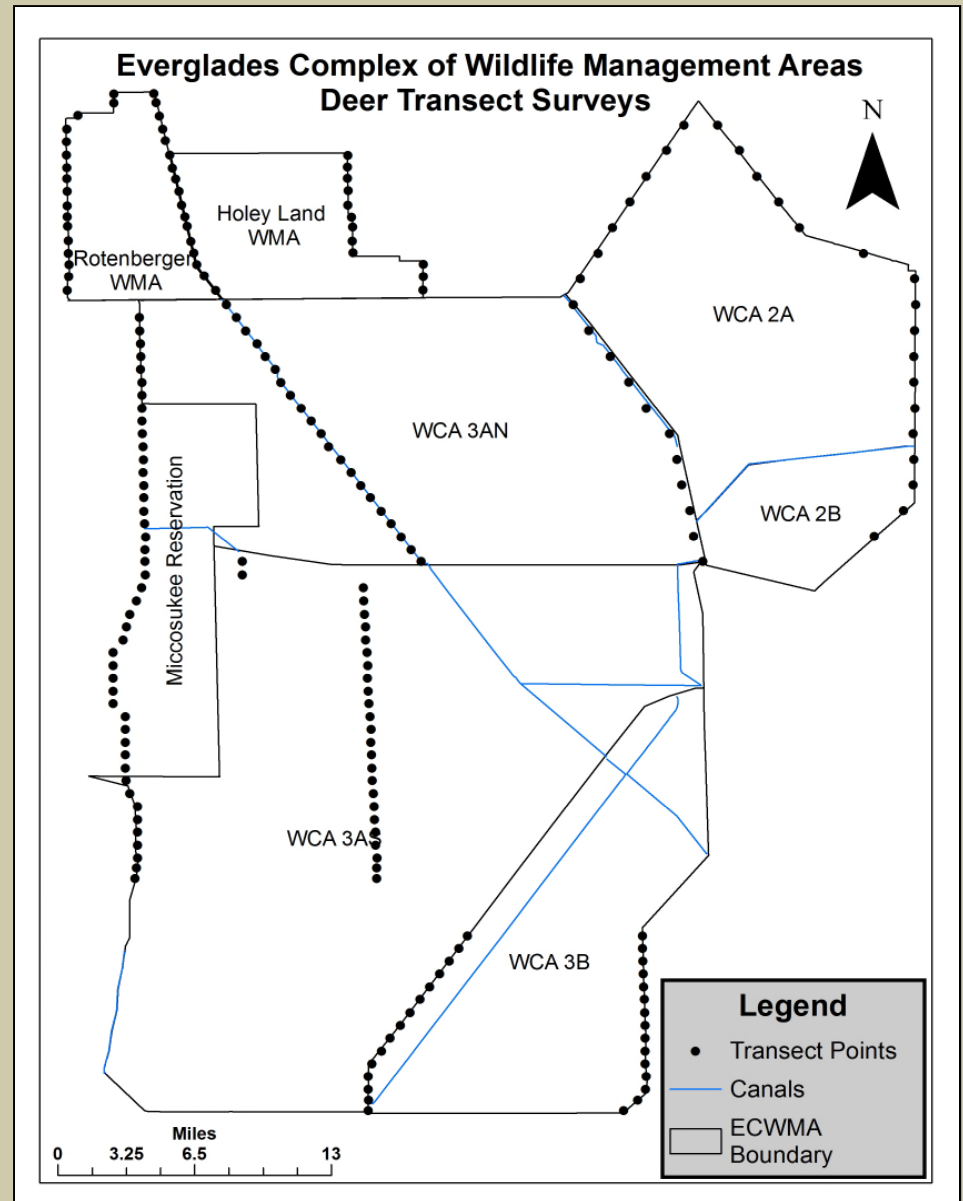 Everglades Complex of Wildlife Management Areas
Deer Transect Surveys
N
Holey Land
WMA
Rotenberger
WMA
WCA 2A
WCA 3AN
WCA 2B
Miccosukee Reservation
WCA 3AS
WCA 3B
Legend
Transect Points
Canals
ECWMA
Boundary
Miles
0 3.25 6.5 13